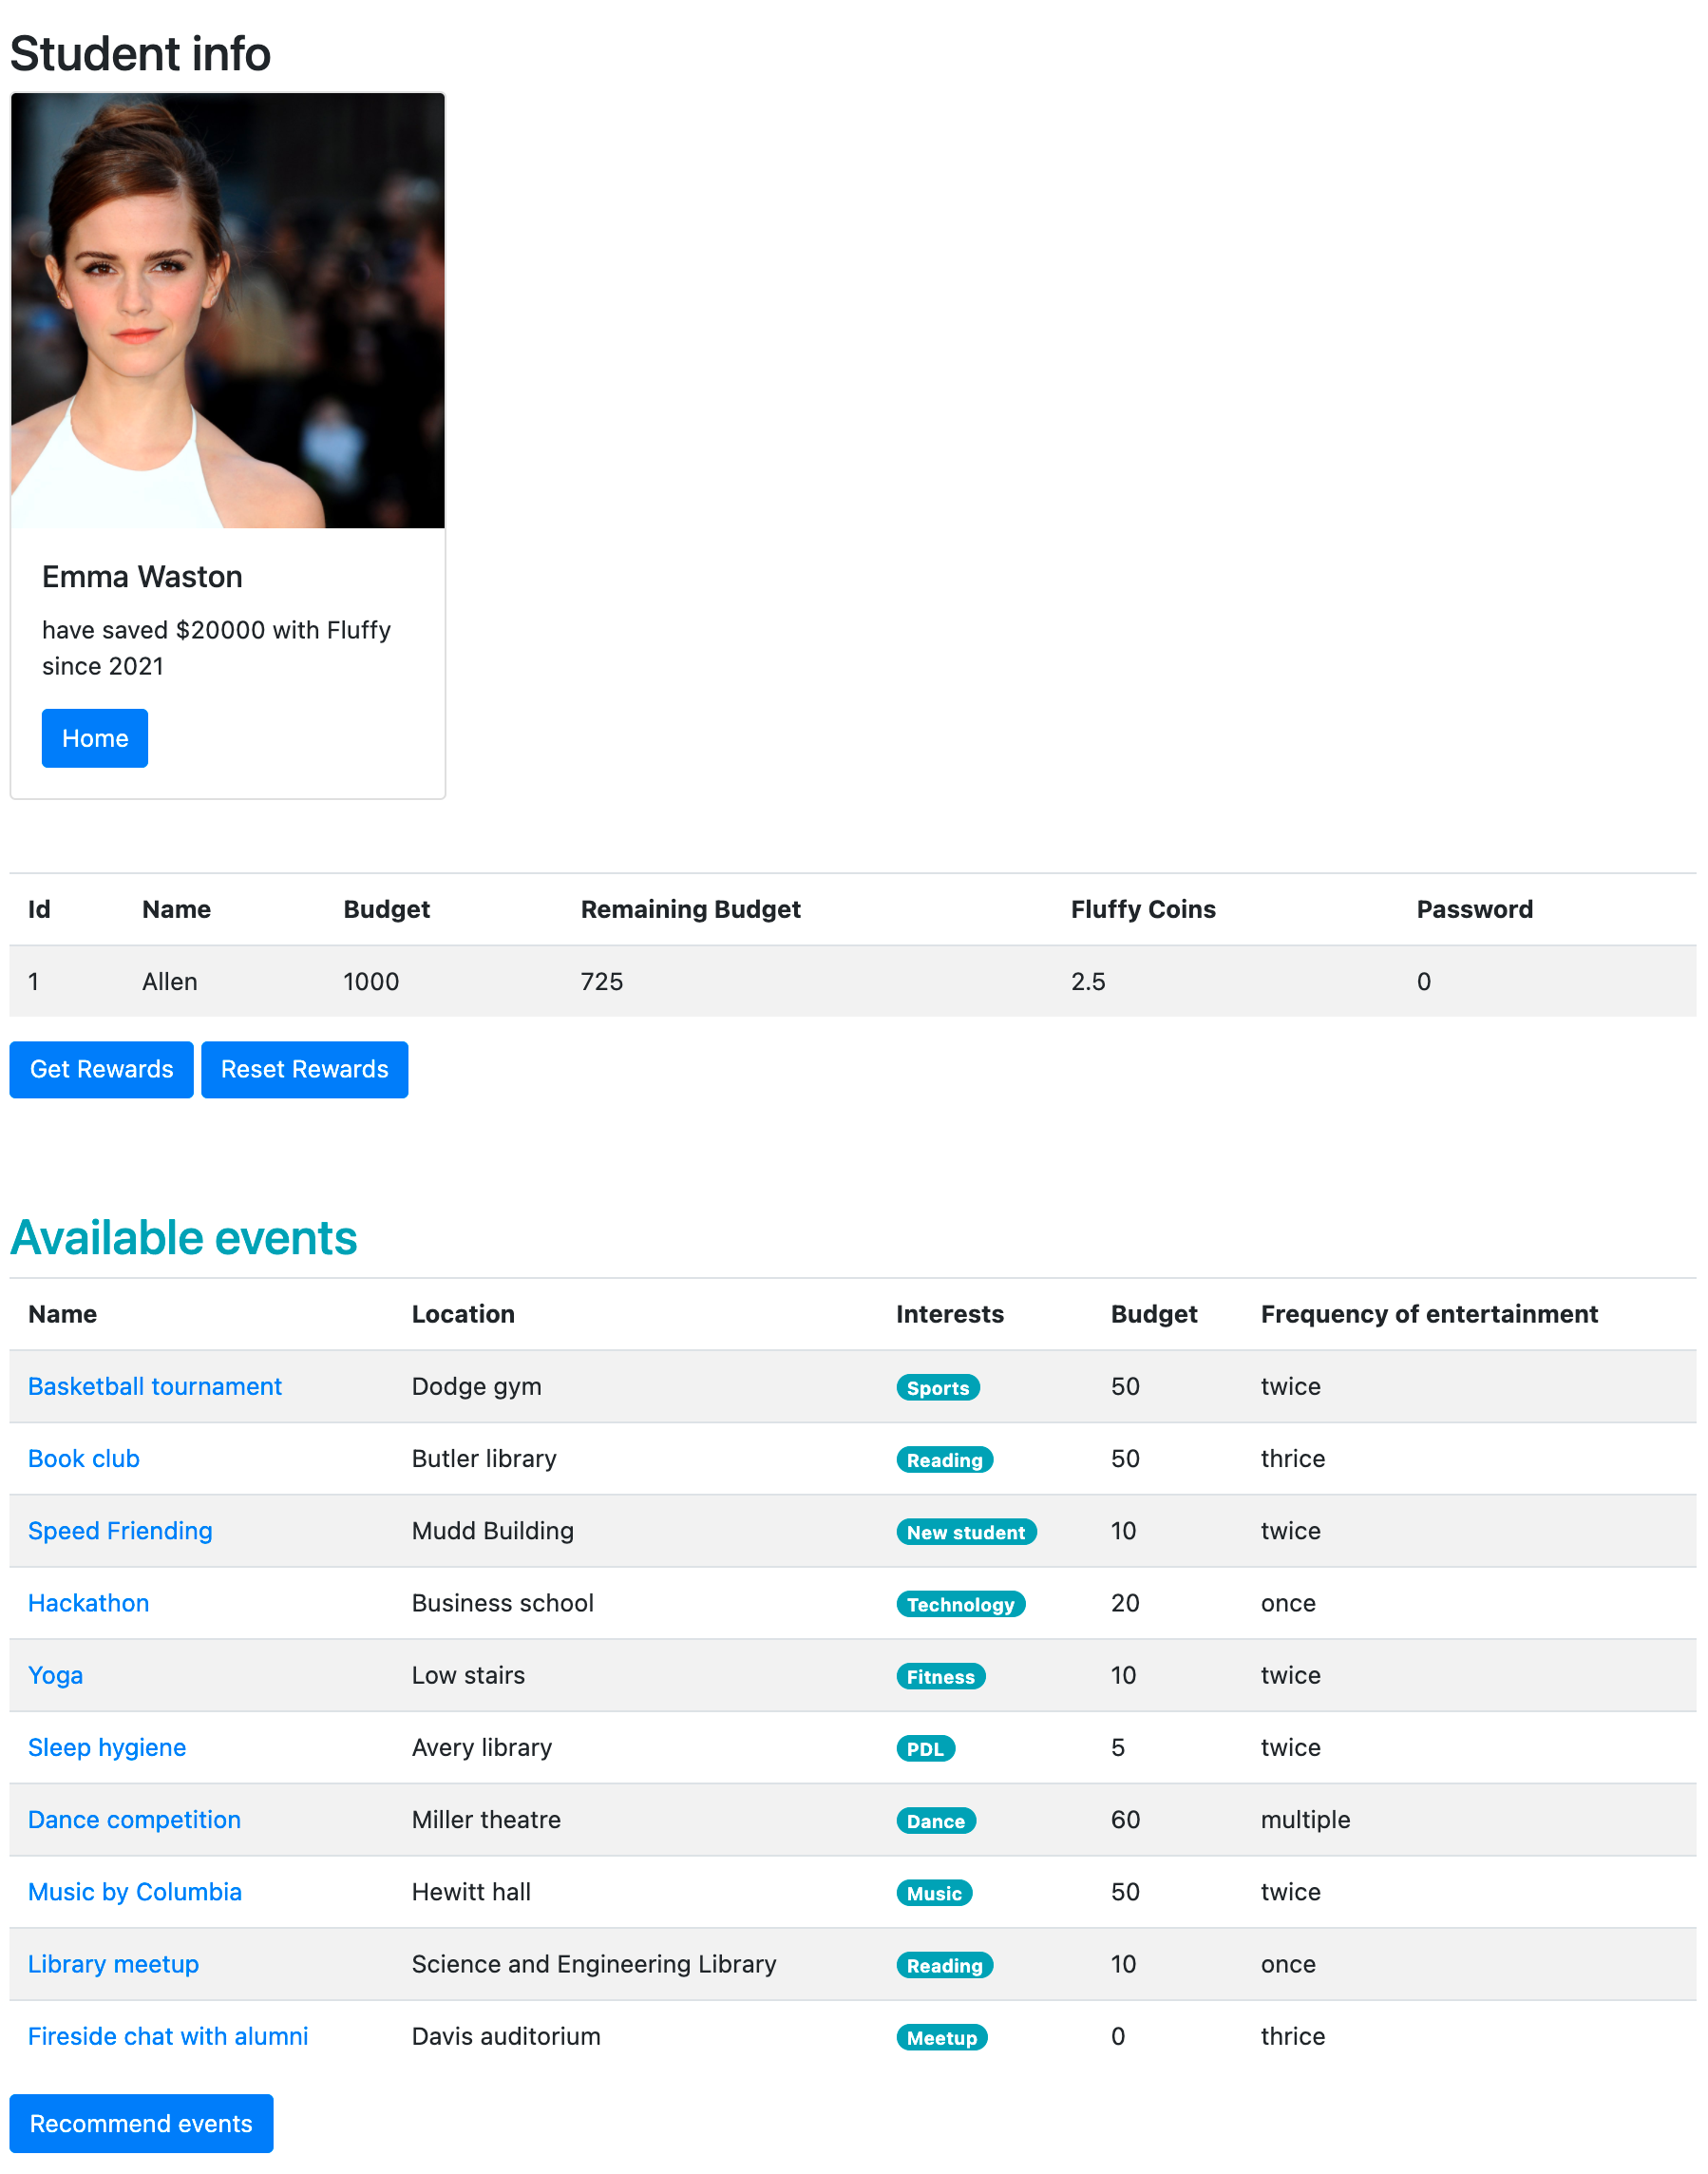 Student info
Emma Waston
have saved $20000 with Fluffy
since 2021
Home
Id Name Budget Remaining Budget Fluffy Coins Password
1 Allen 1000 725 2.5 0
Get Rewards Reset Rewards
Available events
Name Location Interests Budget Frequency of entertainment
Basketball tournament Dodge gym Sports 50 twice
Book club Butler library Reading 50 thrice
Speed Friending Mudd Building New student 10 twice
Hackathon Business school Technology 20 once
Yoga Low stairs Fitness 10 twice
Sleep hygiene Avery library PDL 5 twice
Dance competition Miller theatre Dance 60 multiple
Music by Columbia Hewitt hall Music 50 twice
Library meetup Science and Engineering Library Reading 10 once
Fireside chat with alumni Davis auditorium Meetup 0 thrice
Recommend events